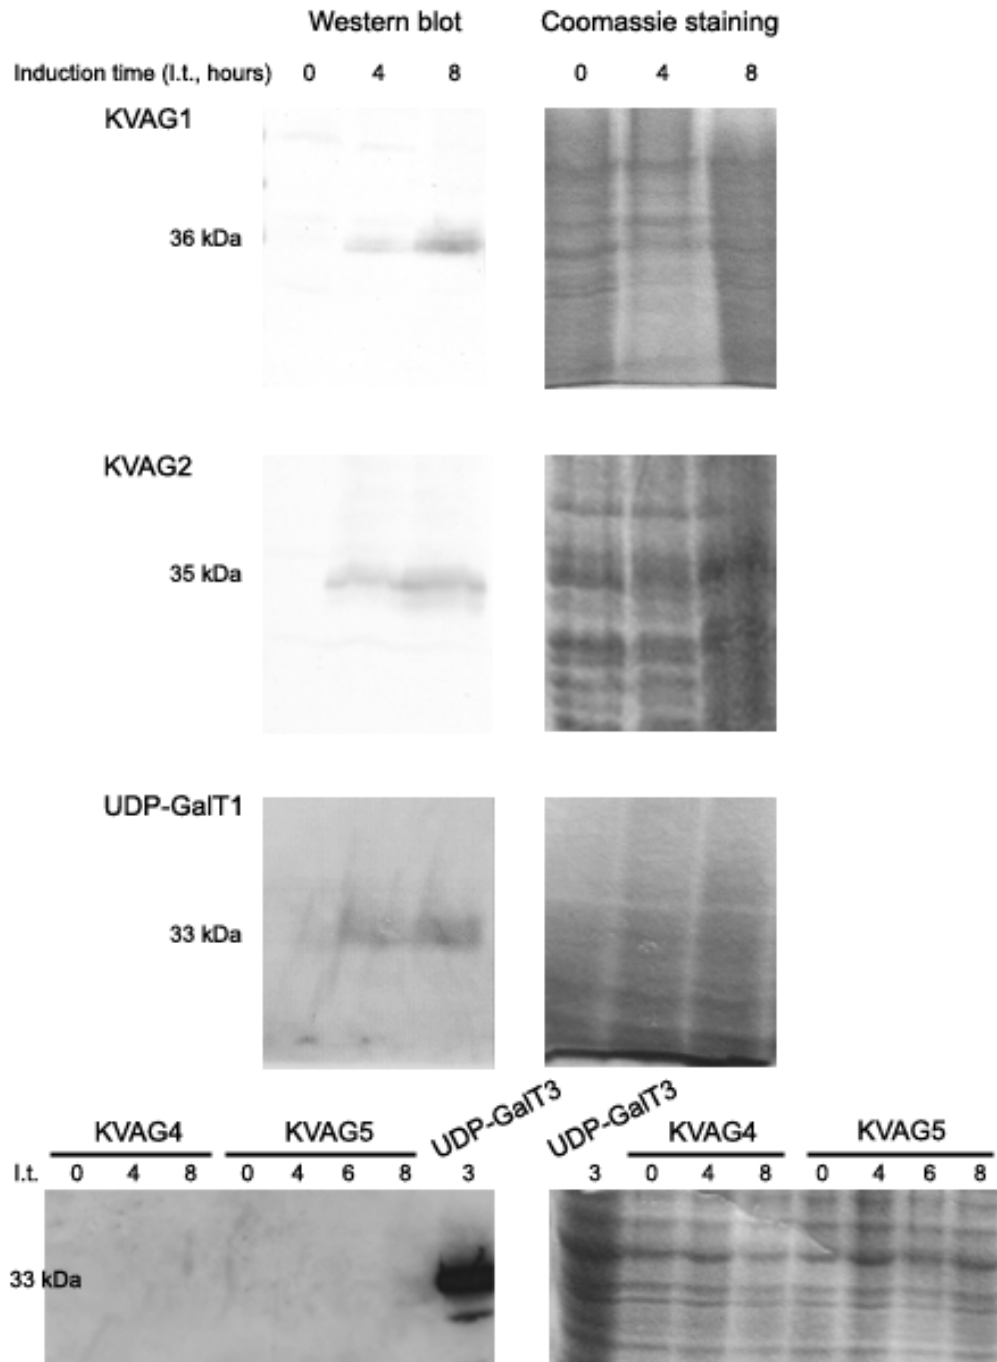 Western blot Coomassie staining
Induction time (I.t., hours) 0 4 8 0 4 8
KVAG1
36 kDa
KVAG2
35 kDa
UDP-GalT1
33 kDa
KVAG4 KVAG5 UDP-GalT3 UDP-GalT3 KVAG4 KVAG5
I.t. 0 4 8 0 4 6 8 3 3 0 4 8 0 4 6 8
33 kDa